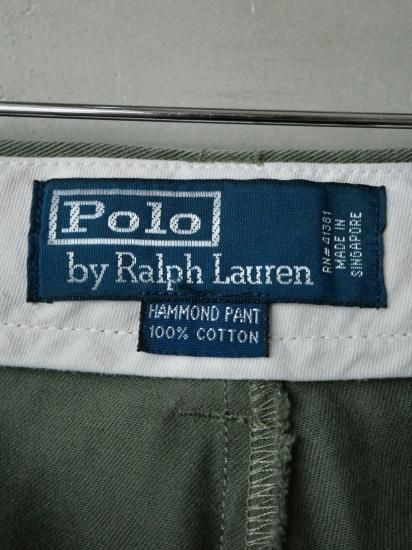 Polo
by Ralph Lauren
RN# 41381
MADE IN
SINGAPORE
HAMMOND PANT
100% COTTON